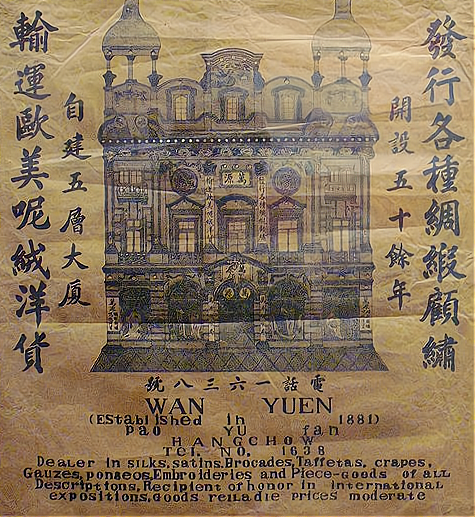 發行各種綢緞顧繡
開設五十餘年
自建五層大廈
輸運歐美呢絨洋貨
萬源
號八三六一話電
WAN YUEN
(EstabLished in 1881)
Pao YU fan
HANGCHOW
TEL. NO. 1638
Dealer in siLKs,satins,Brocades,Taffetas, crapes,
Gauzes,ponseos,Embroideries and Piece-Goods of aLL
Descriptions,Recipient of honor in international
expositions,Goods reiladie prices moderate